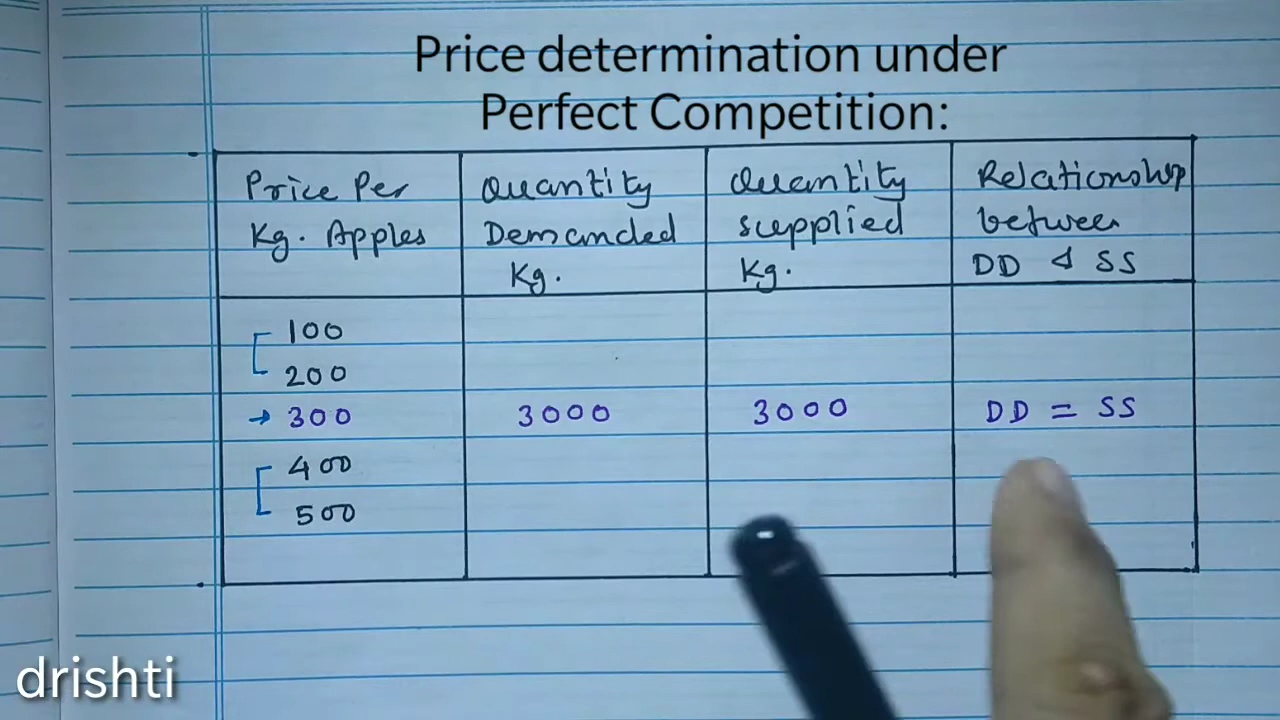 Price determination under
Perfect Competition:
Price Per
Kg. Apples
Quantity
Demanded
Kg.
Quantity
supplied
Kg.
Relationship
between
DD & SS
100
200
→ 300 3000 3000 DD = SS
400
500
drishti